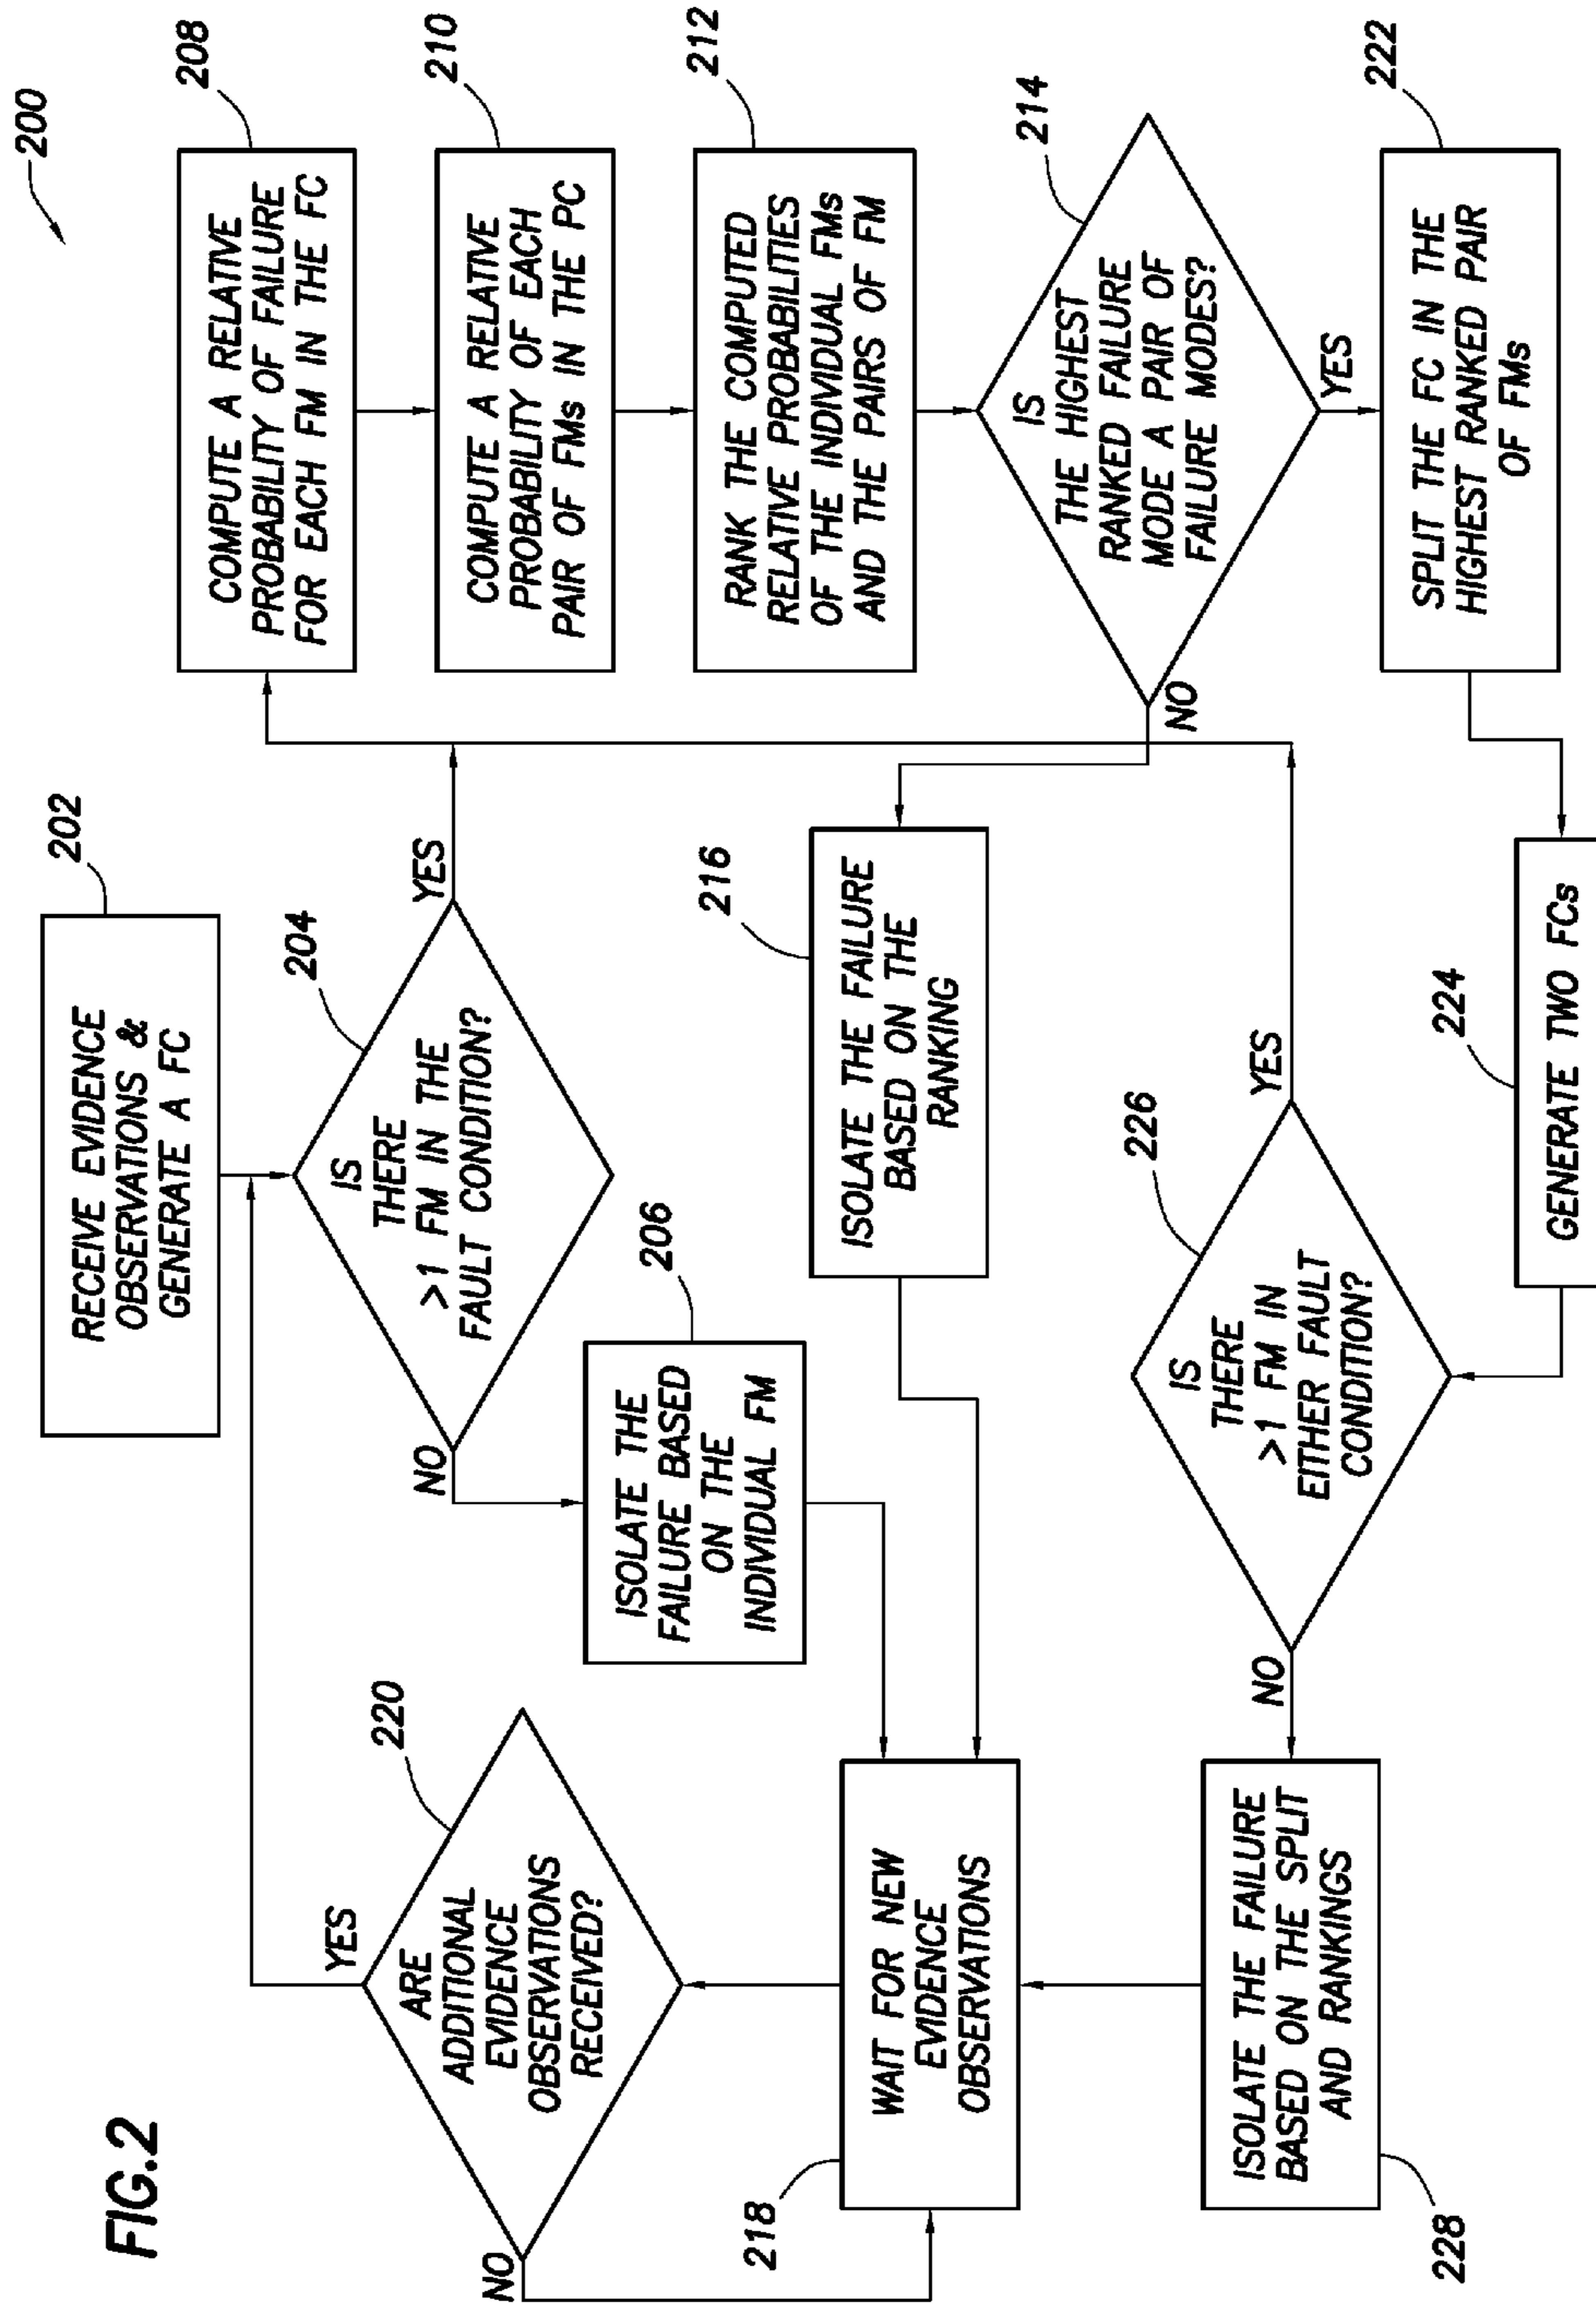 FIG.2
200
202
RECEIVE EVIDENCE
OBSERVATIONS &
GENERATE A FC
204
IS
THERE
>1 FM IN THE
FAULT CONDITION?
YES
NO
206
ISOLATE THE
FAILURE BASED
ON THE
INDIVIDUAL FM
208
COMPUTE A RELATIVE
PROBABILITY OF FAILURE
FOR EACH FM IN THE FC
210
COMPUTE A RELATIVE
PROBABILITY OF EACH
PAIR OF FMs IN THE PC
212
RANK THE COMPUTED
RELATIVE PROBABILITIES
OF THE INDIVIDUAL FMs
AND THE PAIRS OF FM
214
IS
THE HIGHEST
RANKED FAILURE
MODE A PAIR OF
FAILURE MODES?
NO
YES
216
ISOLATE THE FAILURE
BASED ON THE
RANKING
218
WAIT FOR NEW
EVIDENCE
OBSERVATIONS
220
ARE
ADDITIONAL
EVIDENCE
OBSERVATIONS
RECEIVED?
YES
NO
222
SPLIT THE FC IN THE
HIGHEST RANKED PAIR
OF FMs
224
GENERATE TWO FCs
226
IS
THERE
>1 FM IN
EITHER FAULT
CONDITION?
YES
NO
228
ISOLATE THE FAILURE
BASED ON THE SPLIT
AND RANKINGS